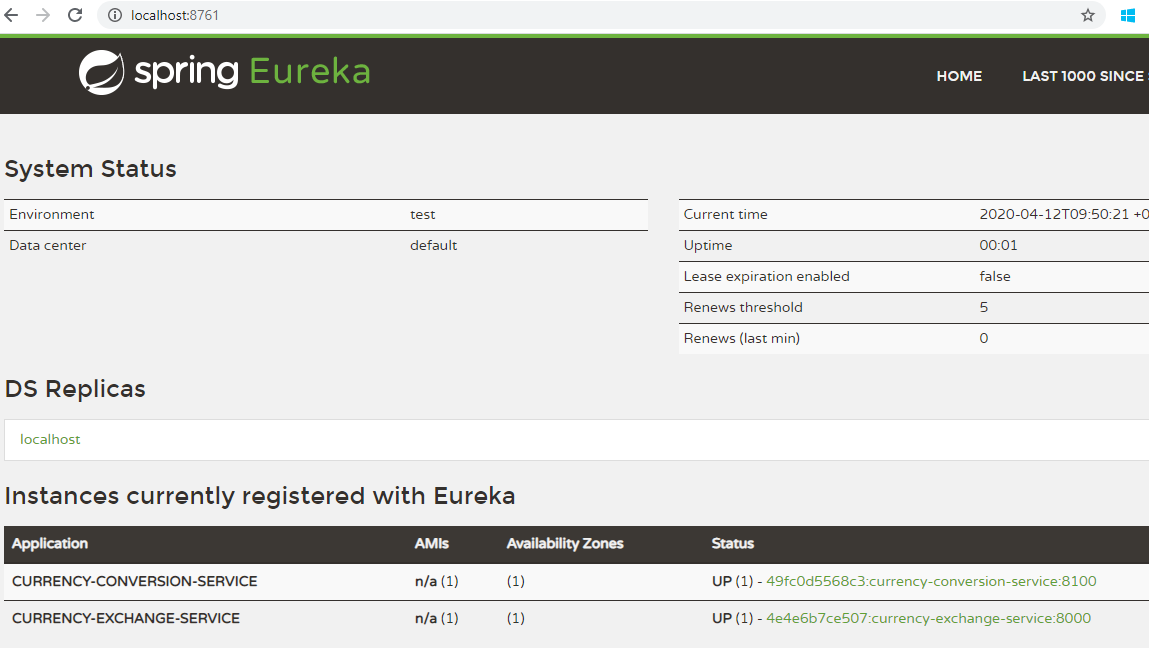 localhost:8761
spring Eureka
HOME LAST 1000 SINCE
System Status
Environment test
Data center default
Current time 2020-04-12T09:50:21 +0
Uptime 00:01
Lease expiration enabled false
Renews threshold 5
Renews (last min) 0
DS Replicas
localhost
Instances currently registered with Eureka
Application AMIs Availability Zones Status
CURRENCY-CONVERSION-SERVICE n/a (1) (1) UP (1) - 49fc0d5568c3:currency-conversion-service:8100
CURRENCY-EXCHANGE-SERVICE n/a (1) (1) UP (1) - 4e4e6b7ce507:currency-exchange-service:8000